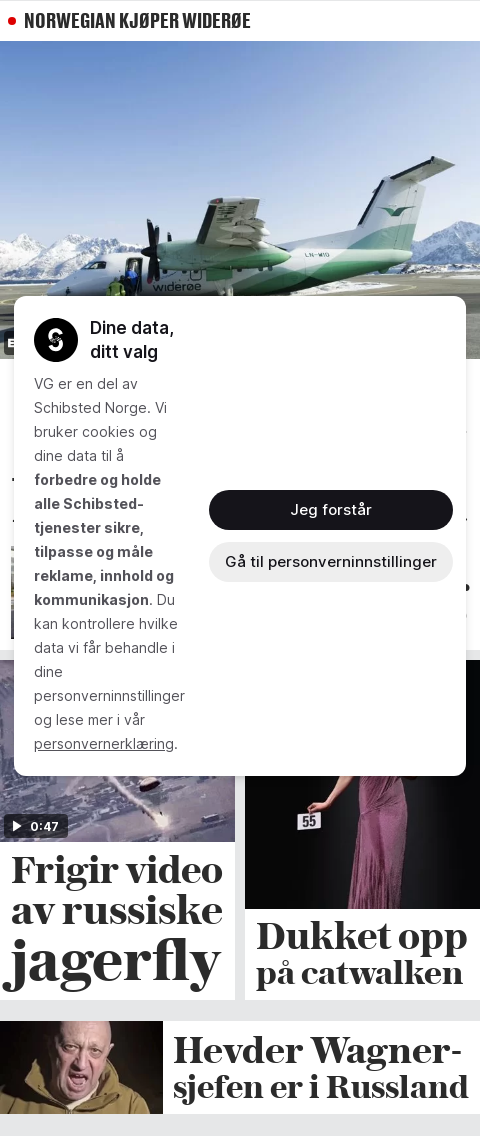 NORWEGIAN KJØPER WIDERØE
LN-WIO
widerøe
Dine data,
ditt valg
VG er en del av
Schibsted Norge. Vi
bruker cookies og
dine data til å
forbedre og holde
alle Schibsted-
tjenester sikre,
tilpasse og måle
reklame, innhold og
kommunikasjon. Du
kan kontrollere hvilke
data vi får behandle i
dine
personverninnstillinger
og lese mer i vår
personvernerklæring.
Jeg forstår
Gå til personverninnstillinger
0:47
Frigir video
av russiske
jagerfly
55
Dukket opp
på catwalken
Hevder Wagner-
sjefen er i Russland